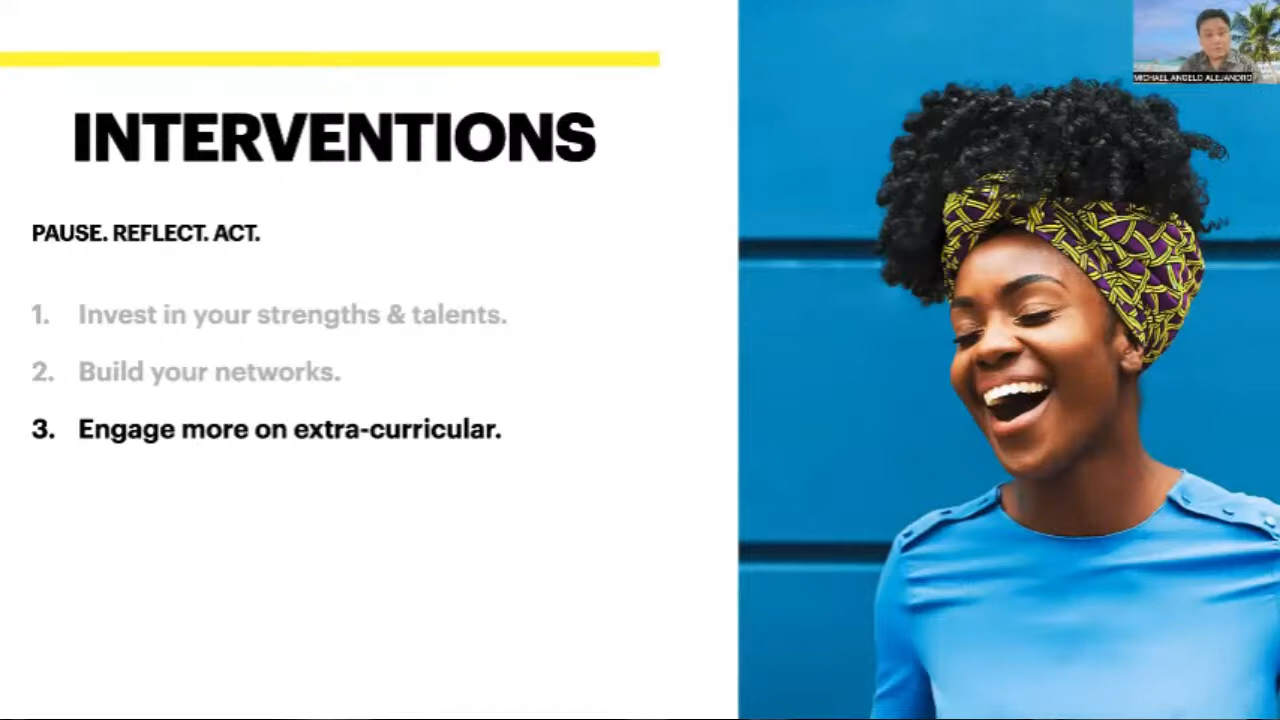 MICHAEL ANGELO ALEJANDRO
INTERVENTIONS
PAUSE. REFLECT. ACT.
1. Invest in your strengths & talents.
2. Build your networks.
3. Engage more on extra-curricular.